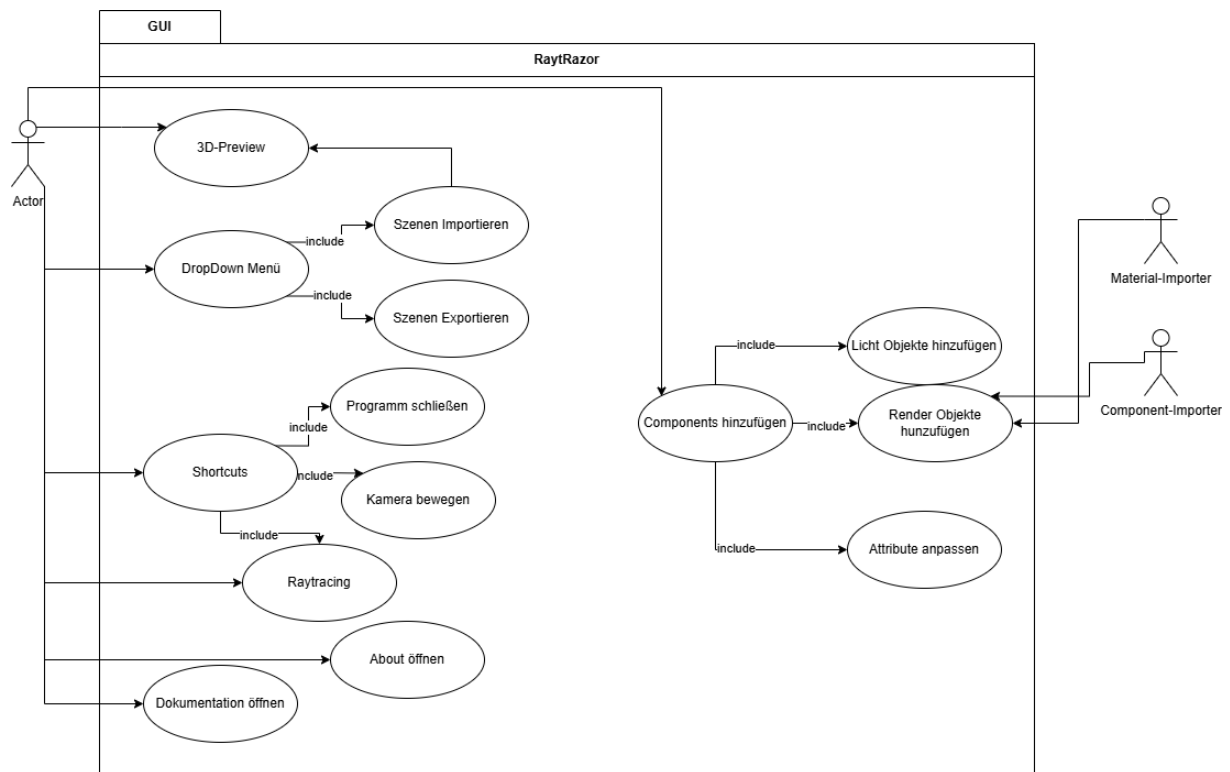 GUI
RaytRazor
3D-Preview
Actor
Szenen Importieren
include
DropDown Menü
include
Szenen Exportieren
Material-Importer
include
Licht Objekte hinzufügen
Programm schließen
include
Components hinzufügen
include
Render Objekte
hunzufügen
Component-Importer
Shortcuts
include
Kamera bewegen
include
include
Attribute anpassen
Raytracing
About öffnen
Dokumentation öffnen